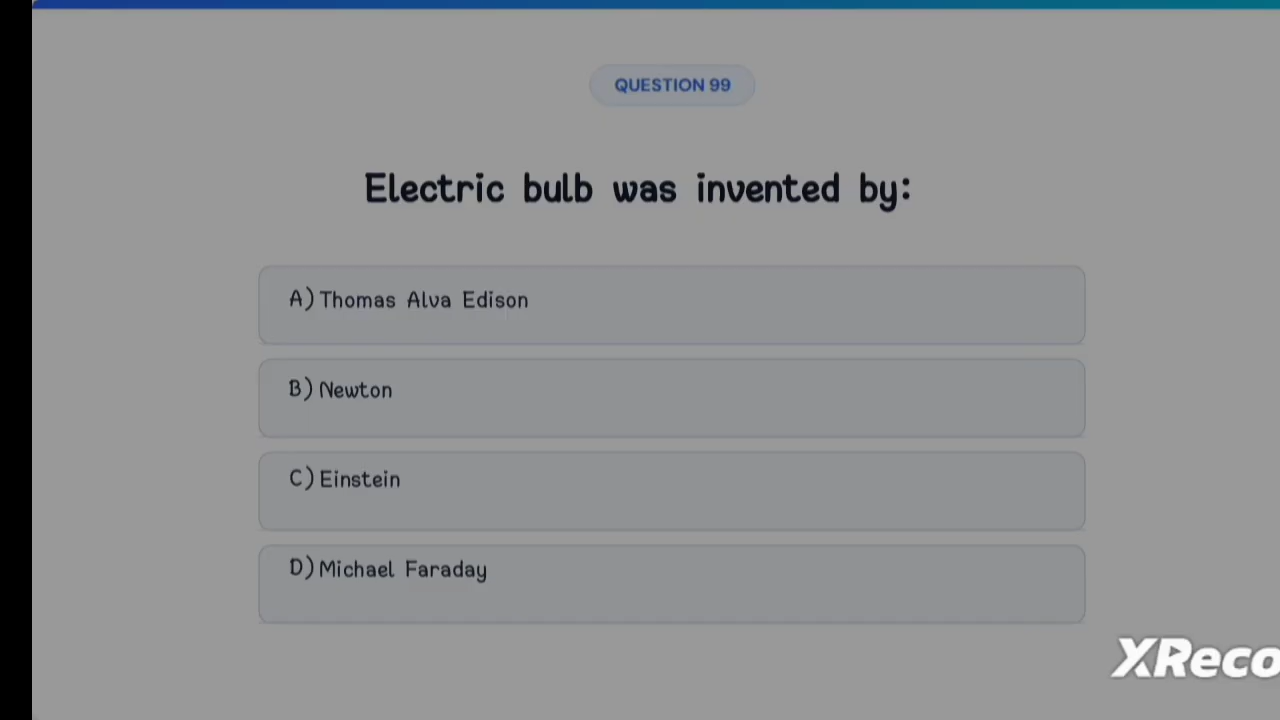 QUESTION 99
Electric bulb was invented by:
A) Thomas Alva Edison
B) Newton
C) Einstein
D) Michael Faraday
XReco